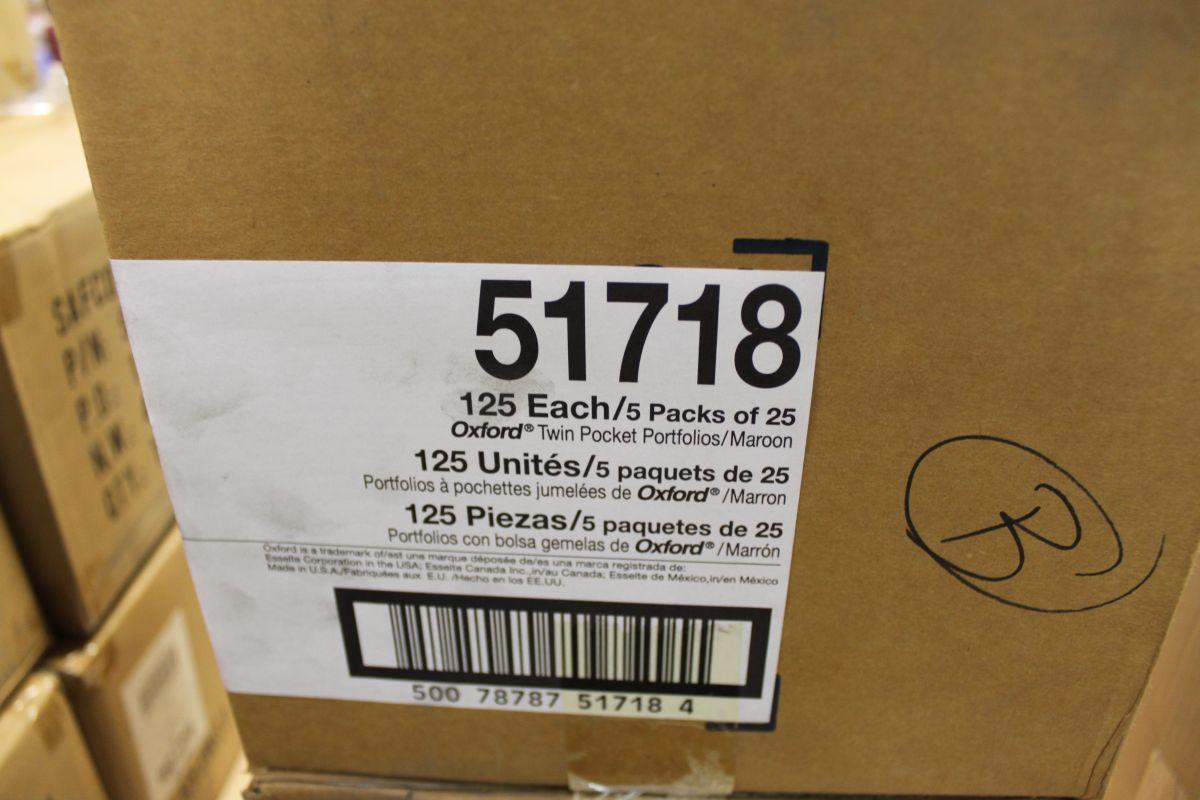 51718
125 Each/5 Packs of 25
Oxford® Twin Pocket Portfolios/Maroon
125 Unités/5 paquets de 25
Portfolios à pochettes jumelées de Oxford®/Marron
125 Piezas/5 paquetes de 25
Portfolios con bolsa gemelas de Oxford®/Marrón
Oxford is a trademark of/est une marque déposée de/es una marca registrada de:
Esselte Corporation in the USA; Esselte Canada Inc.,in/au Canada; Esselte de México,in/en México
Made in U.S.A./Fabriquées aux E.U. /Hecho en los EE.UU.
500 78787 51718 4
R
SAFCO
P/N:
P.O.:
N.W.:
QTY: